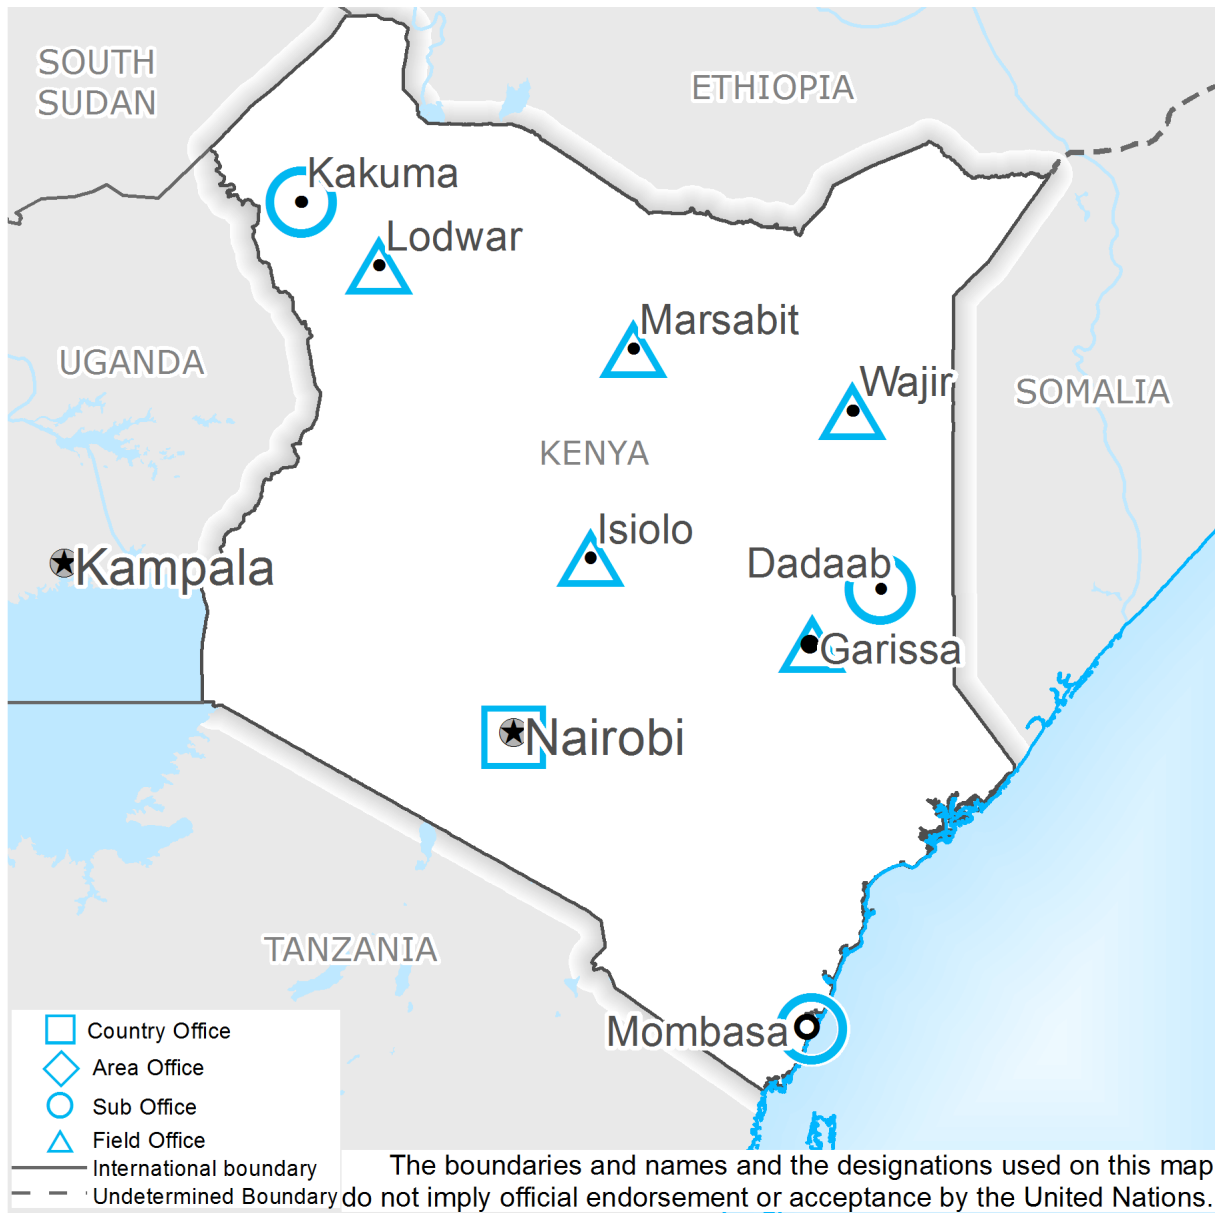 SOUTH
SUDAN
ETHIOPIA
Kakuma
Lodwar
Marsabit
UGANDA
Wajir
SOMALIA
KENYA
Isiolo
Dadaab
Kampala
Garissa
Nairobi
TANZANIA
Mombasa
Country Office
Area Office
Sub Office
Field Office
International boundary
Undetermined Boundary
The boundaries and names and the designations used on this map
do not imply official endorsement or acceptance by the United Nations.